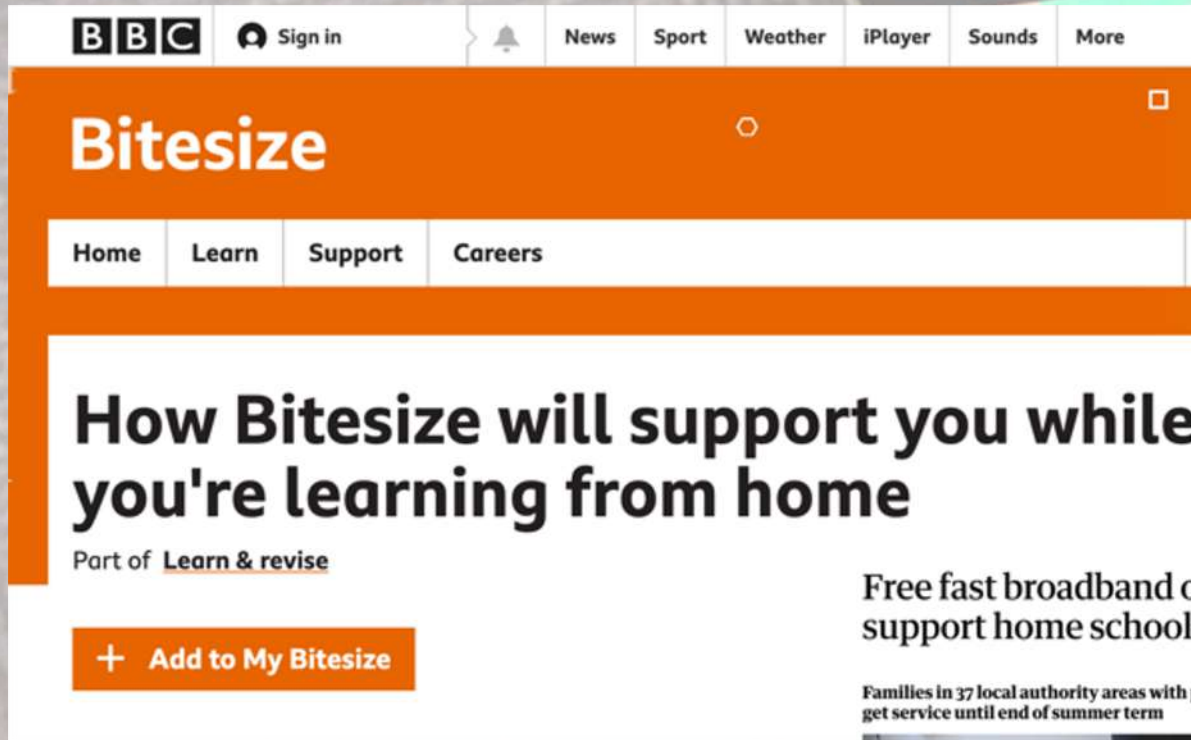 BBC Sign in News Sport Weather iPlayer Sounds More
Bitesize
Home Learn Support Careers
How Bitesize will support you while
you're learning from home
Part of Learn & revise
+ Add to My Bitesize
Free fast broadband
support home school
Families in 37 local authority areas with
get service until end of summer term